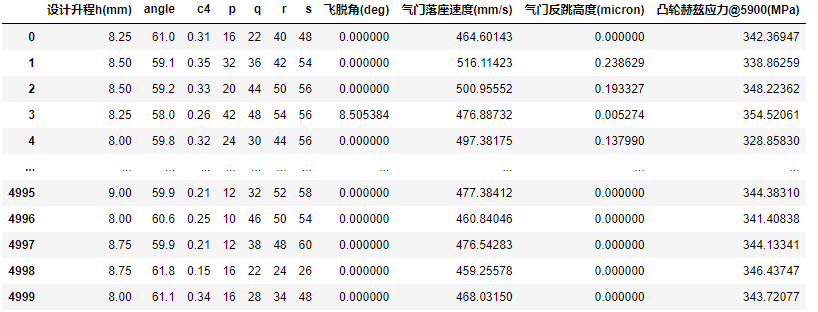 设计升程h(mm) angle c4 p q r s 飞脱角(deg) 气门落座速度(mm/s) 气门反跳高度(micron) 凸轮赫兹应力@5900(MPa)
0 8.25 61.0 0.31 16 22 40 48 0.000000 464.60143 0.000000 342.36947
1 8.50 59.1 0.35 32 36 42 54 0.000000 516.11423 0.238629 338.86259
2 8.50 59.2 0.33 20 44 50 56 0.000000 500.95552 0.193327 348.22362
3 8.25 58.0 0.26 42 48 54 56 8.505384 476.88732 0.005274 354.52061
4 8.00 59.8 0.32 24 30 44 56 0.000000 497.38175 0.137990 328.85830
... ... ... ... ... ... ... ... ... ... ... ...
4995 9.00 59.9 0.21 12 32 52 58 0.000000 477.38412 0.000000 344.38310
4996 8.00 60.6 0.25 10 46 50 54 0.000000 460.84046 0.000000 341.40838
4997 8.75 59.9 0.21 12 38 48 60 0.000000 476.54283 0.000000 344.13341
4998 8.75 61.8 0.15 16 22 24 26 0.000000 459.25578 0.000000 346.43747
4999 8.00 61.1 0.34 16 28 34 48 0.000000 468.03150 0.000000 343.72077